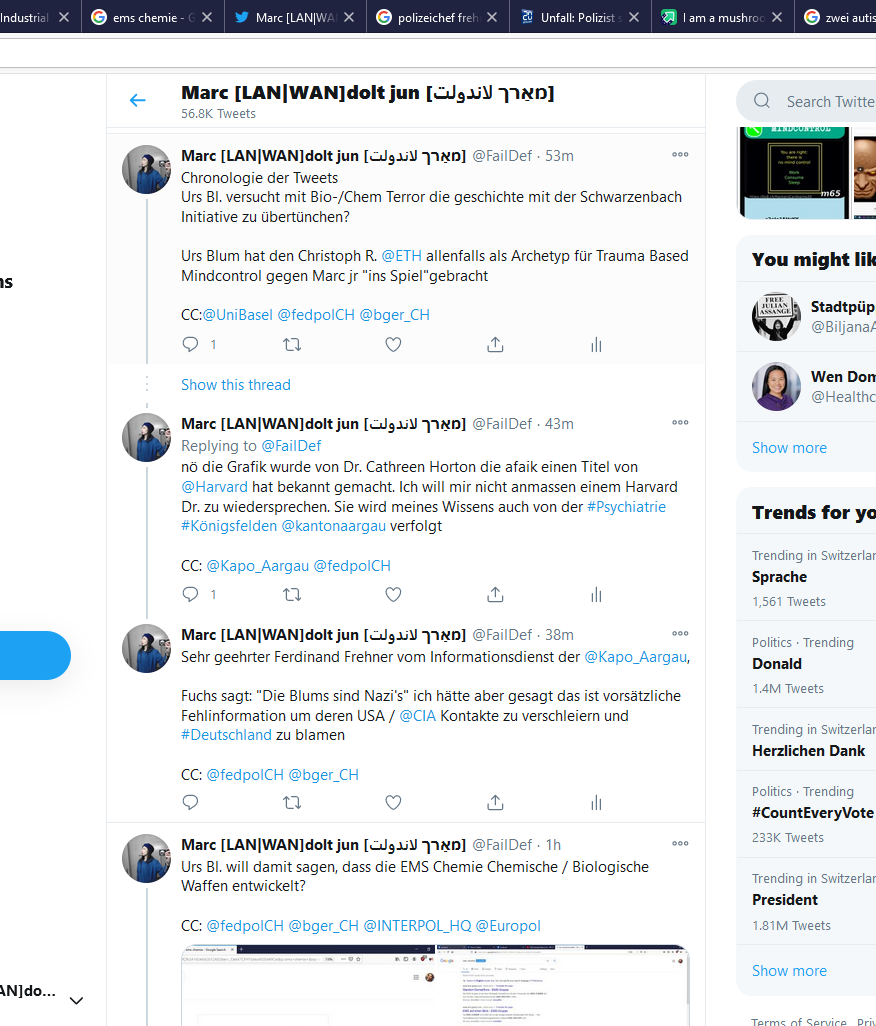 Industrial
ems chemie - G
Marc [LAN|WA
polizeichef freh
Unfall: Polizist s
I am a mushroo
zwei autis
Marc [LAN|WAN]dolt jun [מאַרך لاندولت]
56.8K Tweets
Search Twitte
Marc [LAN|WAN]dolt jun [מאַרך لاندولت] @FailDef · 53m
Chronologie der Tweets
Urs Bl. versucht mit Bio-/Chem Terror die geschichte mit der Schwarzenbach
Initiative zu übertünchen?
Urs Blum hat den Christoph R. @ETH allenfalls als Archetyp für Trauma Based
Mindcontrol gegen Marc jr "ins Spiel"gebracht
CC:@UniBasel @fedpolCH @bger_CH
1
Show this thread
Marc [LAN|WAN]dolt jun [מאַרך لاندولت] @FailDef · 43m
Replying to @FailDef
nö die Grafik wurde von Dr. Cathreen Horton die afaik einen Titel von
@Harvard hat bekannt gemacht. Ich will mir nicht anmassen einem Harvard
Dr. zu wiedersprechen. Sie wird meines Wissens auch von der #Psychiatrie
#Königsfelden @kantonaargau verfolgt
CC: @Kapo_Aargau @fedpolCH
1
Marc [LAN|WAN]dolt jun [מאַרך لاندولت] @FailDef · 38m
Sehr geehrter Ferdinand Frehner vom Informationsdienst der @Kapo_Aargau,
Fuchs sagt: "Die Blums sind Nazi's" ich hätte aber gesagt das ist vorsätzliche
Fehlinformation um deren USA / @CIA Kontakte zu verschleiern und
#Deutschland zu blamen
CC: @fedpolCH @bger_CH
Marc [LAN|WAN]dolt jun [מאַרך لاندولت] @FailDef · 1h
Urs Bl. will damit sagen, dass die EMS Chemie Chemische / Biologische
Waffen entwickelt?
CC: @fedpolCH @bger_CH @INTERPOL_HQ @Europol
ns
AN]do...
MINDCONTROL
You are right:
there is
no mind control
Work
Consume
Sleep
m65
You might lik
FREE
JULIAN
ASSANGE
Stadtpüp
@BiljanaA
Wen Dom
@Healthc
Show more
Trends for yo
Trending in Switzerlan
Sprache
1,561 Tweets
Politics · Trending
Donald
1.4M Tweets
Trending in Switzerlan
Herzlichen Dank
Politics · Trending
#CountEveryVote
233K Tweets
Trending in Switzerlan
President
1.81M Tweets
Show more
Terms of Service Priv